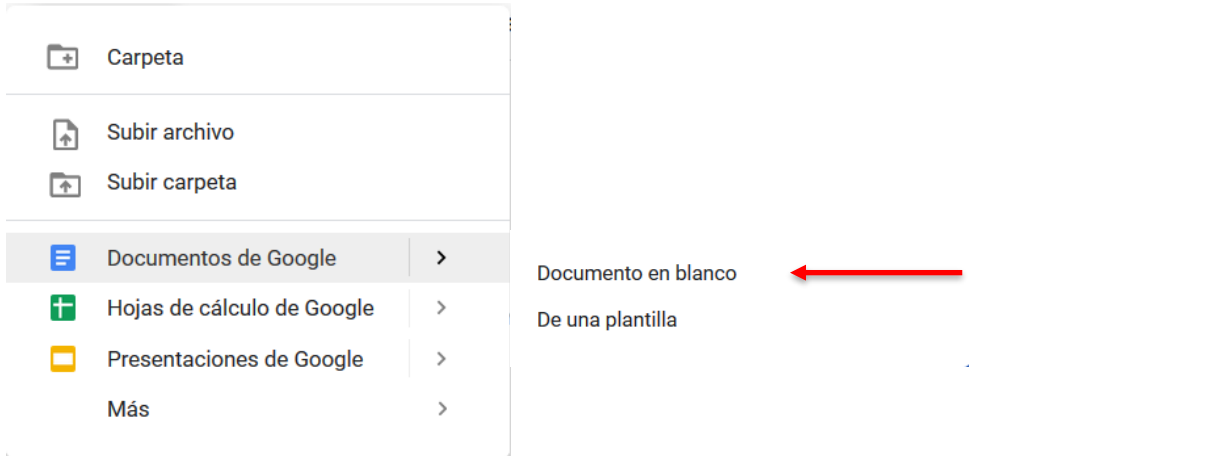 Carpeta
Subir archivo
Subir carpeta
Documentos de Google
Documento en blanco
De una plantilla
Hojas de cálculo de Google
Presentaciones de Google
Más